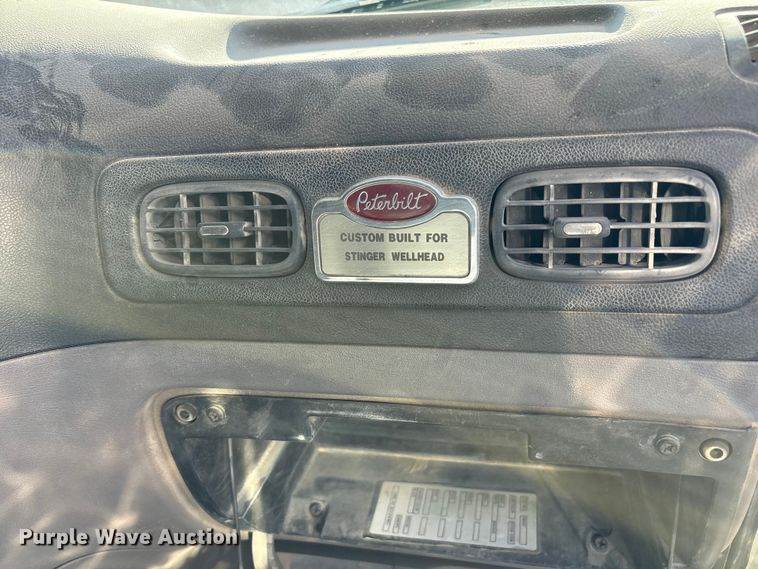 Peterbilt
CUSTOM BUILT FOR
STINGER WELLHEAD
Purple Wave Auction